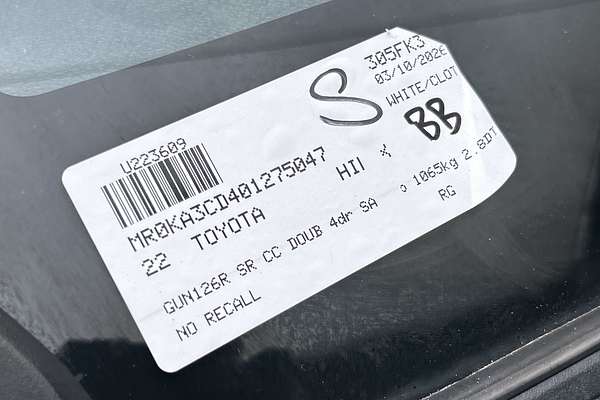 305FK3
03/10/2026
S
WHITE/CLOT
BB
U223609
MR0KA3CD401275047
22 TOYOTA HII X
GUN126R SR CC DOUB 4dr SA o 1065kg 2.8DT
NO RECALL RG